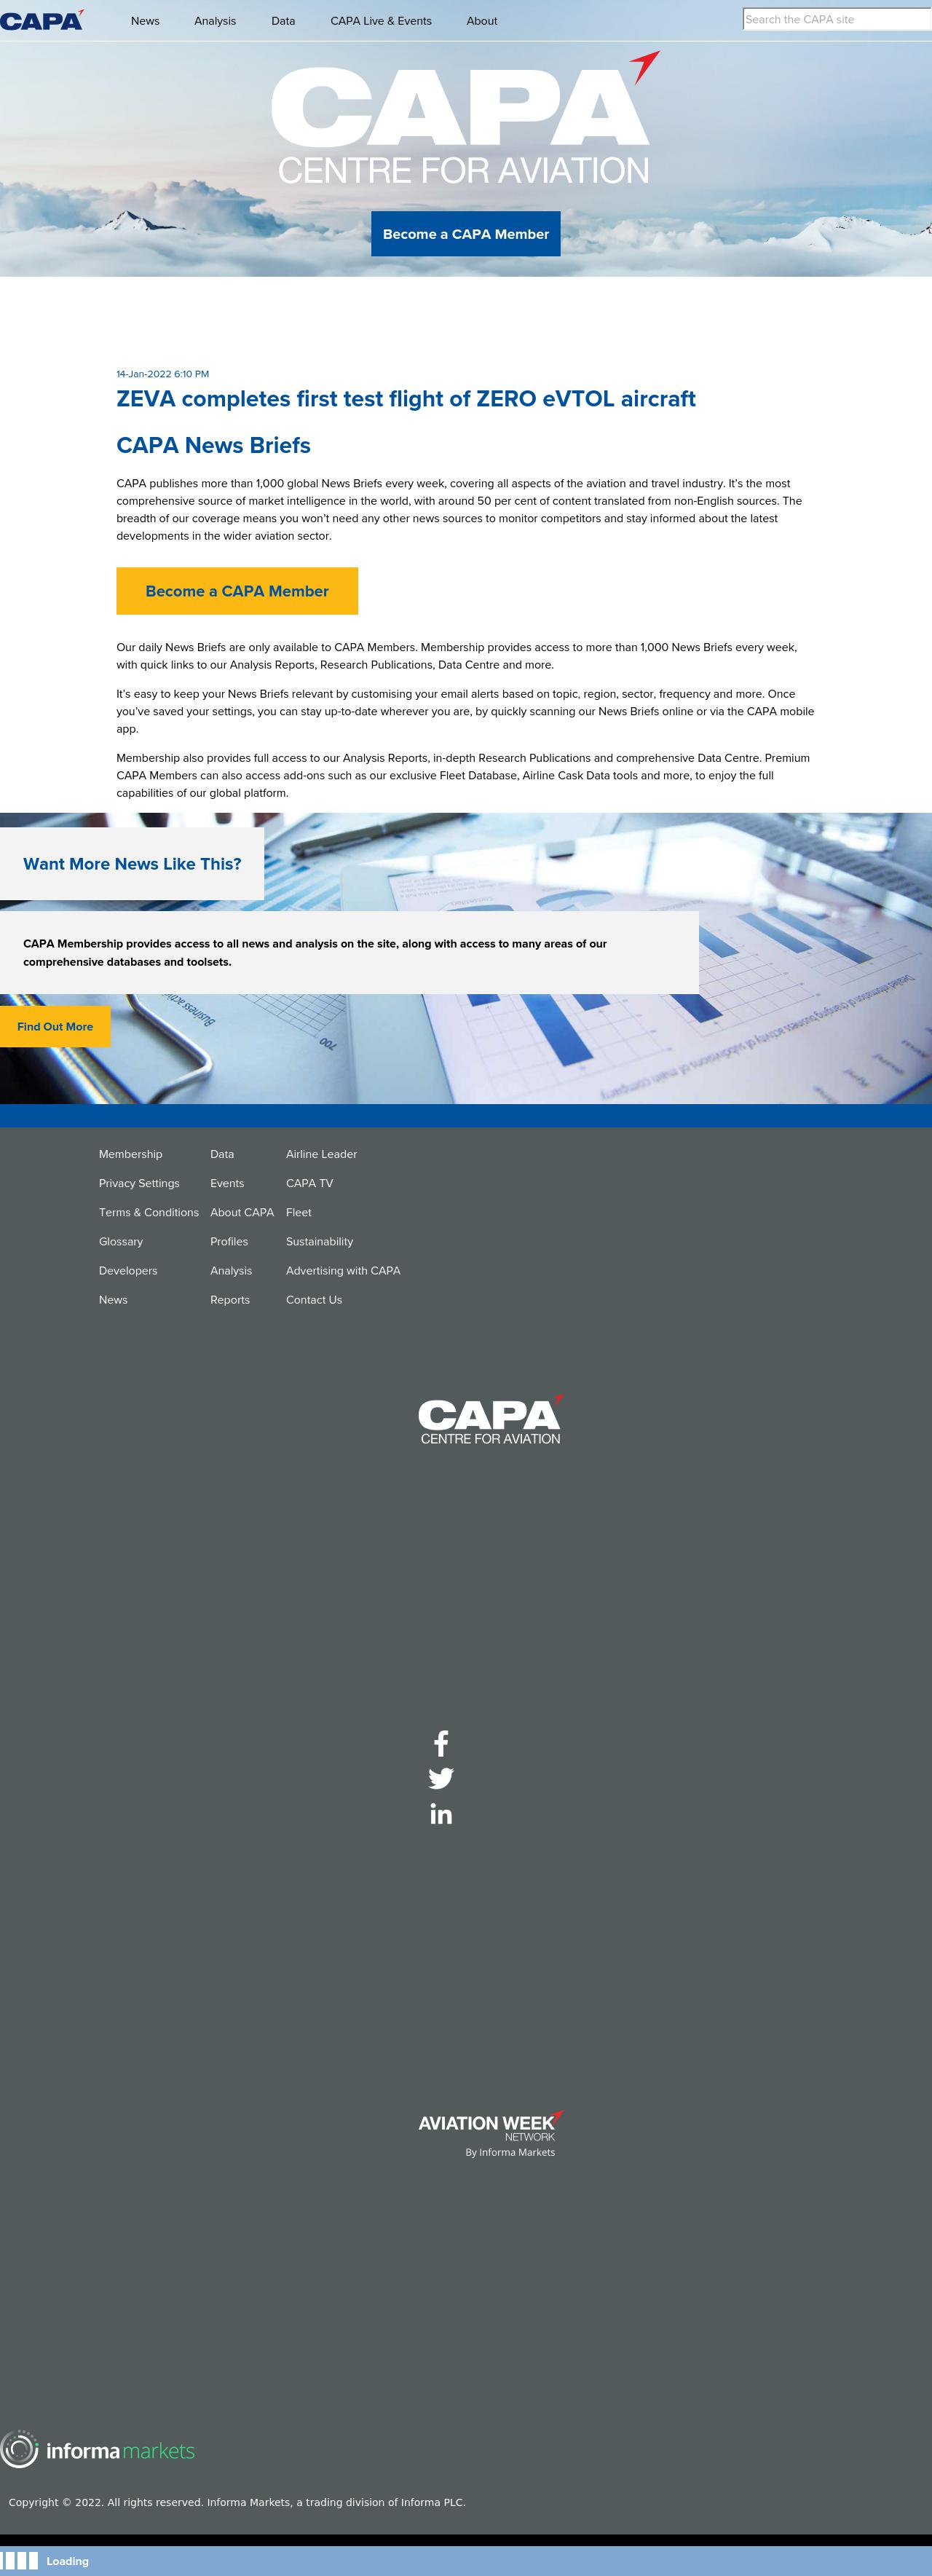 CAPA
News
Analysis
Data
CAPA Live & Events
About
Search the CAPA site
CAPA
CENTRE FOR AVIATION
Become a CAPA Member
14-Jan-2022 6:10 PM
ZEVA completes first test flight of ZERO eVTOL aircraft
CAPA News Briefs
CAPA publishes more than 1,000 global News Briefs every week, covering all aspects of the aviation and travel industry. It's the most
comprehensive source of market intelligence in the world, with around 50 per cent of content translated from non-English sources. The
breadth of our coverage means you won't need any other news sources to monitor competitors and stay informed about the latest
developments in the wider aviation sector.
Become a CAPA Member
Our daily News Briefs are only available to CAPA Members. Membership provides access to more than 1,000 News Briefs every week,
with quick links to our Analysis Reports, Research Publications, Data Centre and more.
It's easy to keep your News Briefs relevant by customising your email alerts based on topic, region, sector, frequency and more. Once
you've saved your settings, you can stay up-to-date wherever you are, by quickly scanning our News Briefs online or via the CAPA mobile
app.
Membership also provides full access to our Analysis Reports, in-depth Research Publications and comprehensive Data Centre. Premium
CAPA Members can also access add-ons such as our exclusive Fleet Database, Airline Cask Data tools and more, to enjoy the full
capabilities of our global platform.
Want More News Like This?
CAPA Membership provides access to all news and analysis on the site, along with access to many areas of our
comprehensive databases and toolsets.
Find Out More
700
Membership
Privacy Settings
Terms & Conditions
Glossary
Developers
News
Data
Events
About CAPA
Profiles
Analysis
Reports
Airline Leader
CAPA TV
Fleet
Sustainability
Advertising with CAPA
Contact Us
CAPA
CENTRE FOR AVIATION
AVIATION WEEK
NETWORK
By Informa Markets
informa markets
Copyright © 2022. All rights reserved. Informa Markets, a trading division of Informa PLC.
Loading